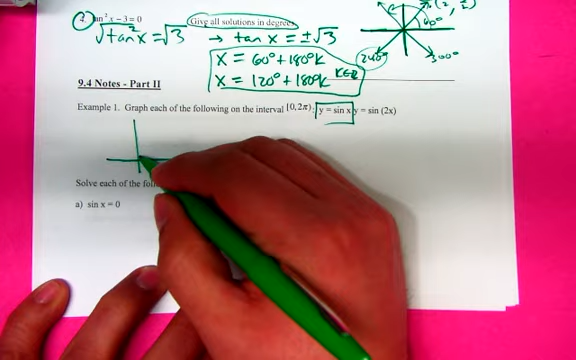 2. tan² x − 3 = 0
Give all solutions in degrees
√tan²x = √3 → tan x = ±√3
60°
240°
300°
x = 60° + 180°k
x = 120° + 180°k
k∈ℤ
9.4 Notes - Part II
Example 1. Graph each of the following on the interval [0, 2π): y = sin x y = sin (2x)
Solve each of the
a) sin x = 0